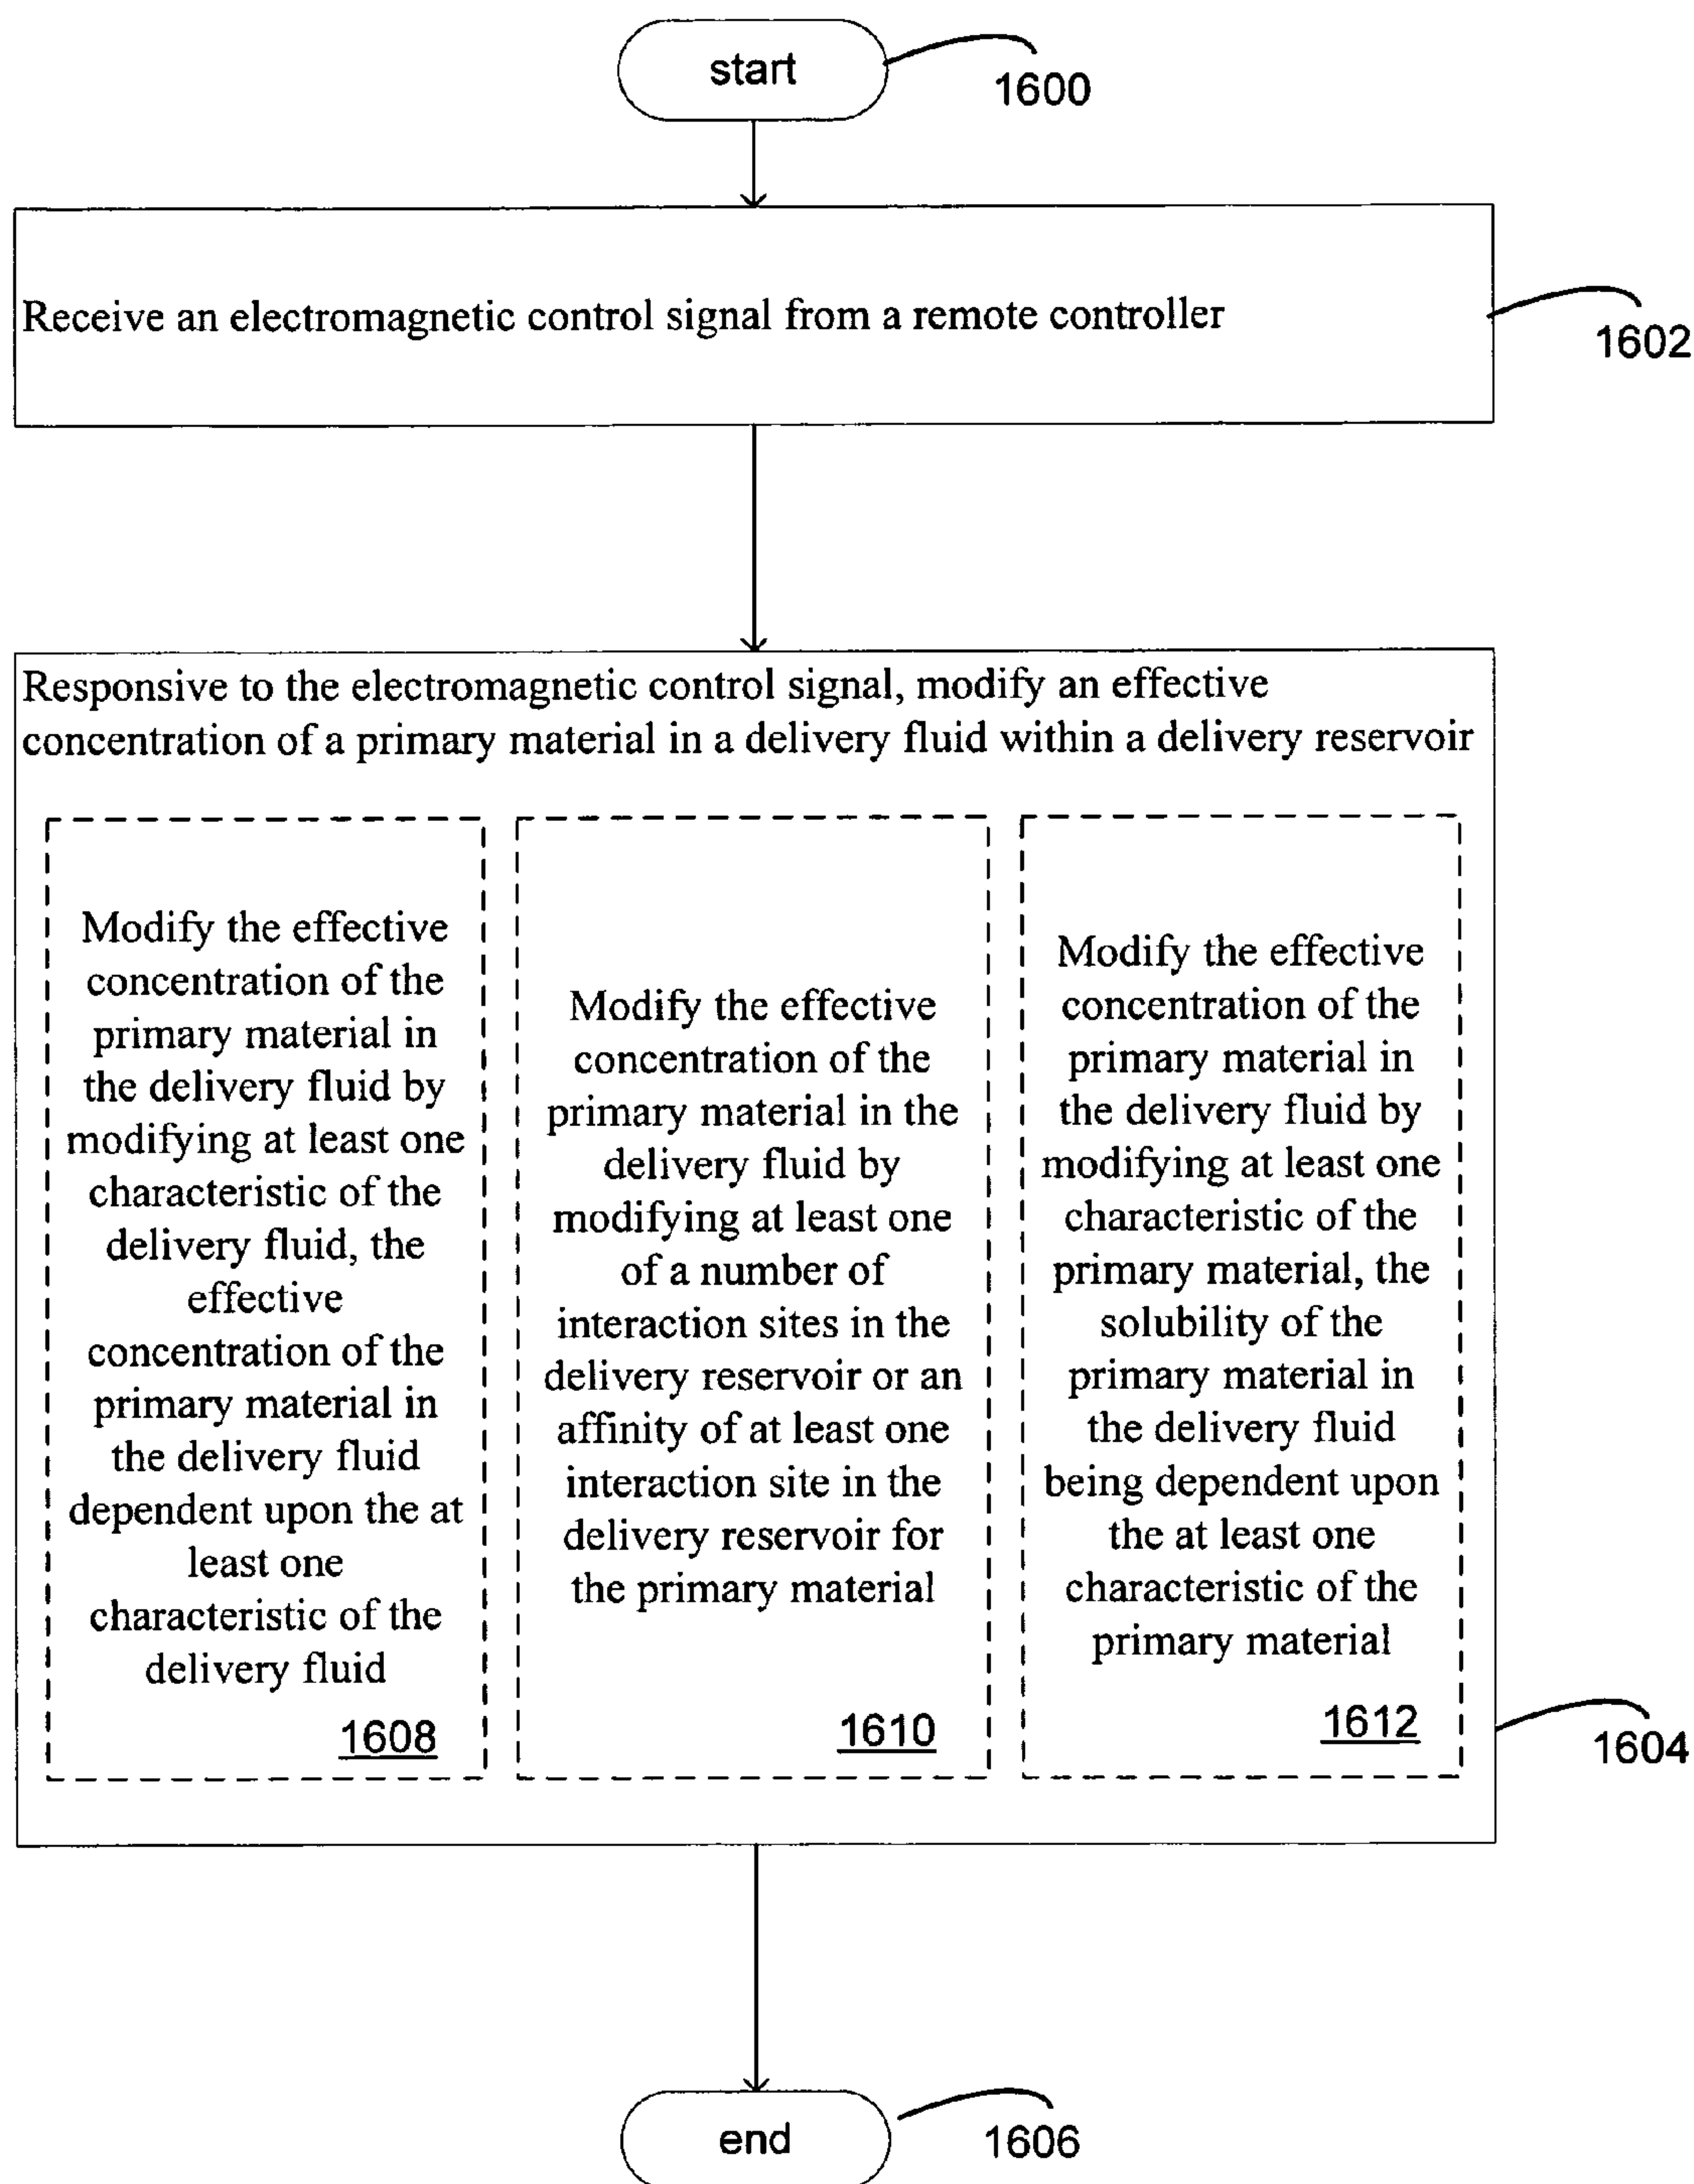 start
1600
Receive an electromagnetic control signal from a remote controller
1602
Responsive to the electromagnetic control signal, modify an effective
concentration of a primary material in a delivery fluid within a delivery reservoir
Modify the effective
concentration of the
primary material in
the delivery fluid by
modifying at least one
characteristic of the
delivery fluid, the
effective
concentration of the
primary material in
the delivery fluid
dependent upon the at
least one
characteristic of the
delivery fluid
1608
Modify the effective
concentration of the
primary material in the
delivery fluid by
modifying at least one
of a number of
interaction sites in the
delivery reservoir or an
affinity of at least one
interaction site in the
delivery reservoir for
the primary material
1610
Modify the effective
concentration of the
primary material in
the delivery fluid by
modifying at least one
characteristic of the
primary material, the
solubility of the
primary material in
the delivery fluid
being dependent upon
the at least one
characteristic of the
primary material
1612
1604
end
1606